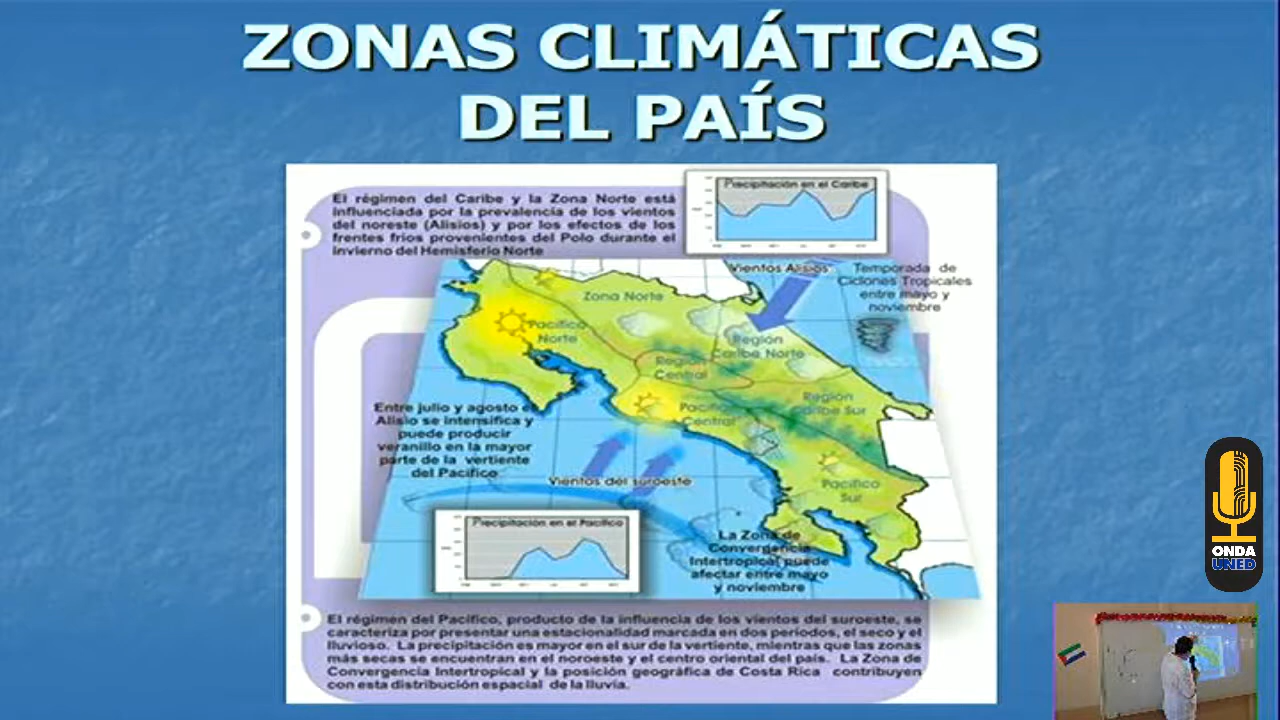 ZONAS CLIMÁTICAS
DEL PAÍS
El régimen del Caribe y la Zona Norte está
influenciada por la prevalencia de los vientos
del noreste (Alisios) y por los efectos de los
frentes fríos provenientes del Polo durante el
invierno del Hemisferio Norte
Precipitación en el Caribe
Vientos Alisios
Temporada de
Ciclones Tropicales
entre mayo y
noviembre
Zona Norte
Pacífico
Norte
Región
Caribe Norte
Región
Central
Región
Caribe Sur
Pacífico
Central
Entre julio y agosto el
Alisio se intensifica y
puede producir
veranillo en la mayor
parte de la vertiente
del Pacífico
Vientos del suroeste
Pacífico
Sur
Precipitación en el Pacífico
La Zona de
Convergencia
Intertropical puede
afectar entre mayo
y noviembre
El régimen del Pacífico, producto de la influencia de los vientos del suroeste, se
caracteriza por presentar una estacionalidad marcada en dos períodos, el seco y el
lluvioso. La precipitación es mayor en el sur de la vertiente, mientras que las zonas
más secas se encuentran en el noroeste y el centro oriental del país. La Zona de
Convergencia Intertropical y la posición geográfica de Costa Rica contribuyen
con esta distribución espacial de la lluvia.
ONDA
UNED